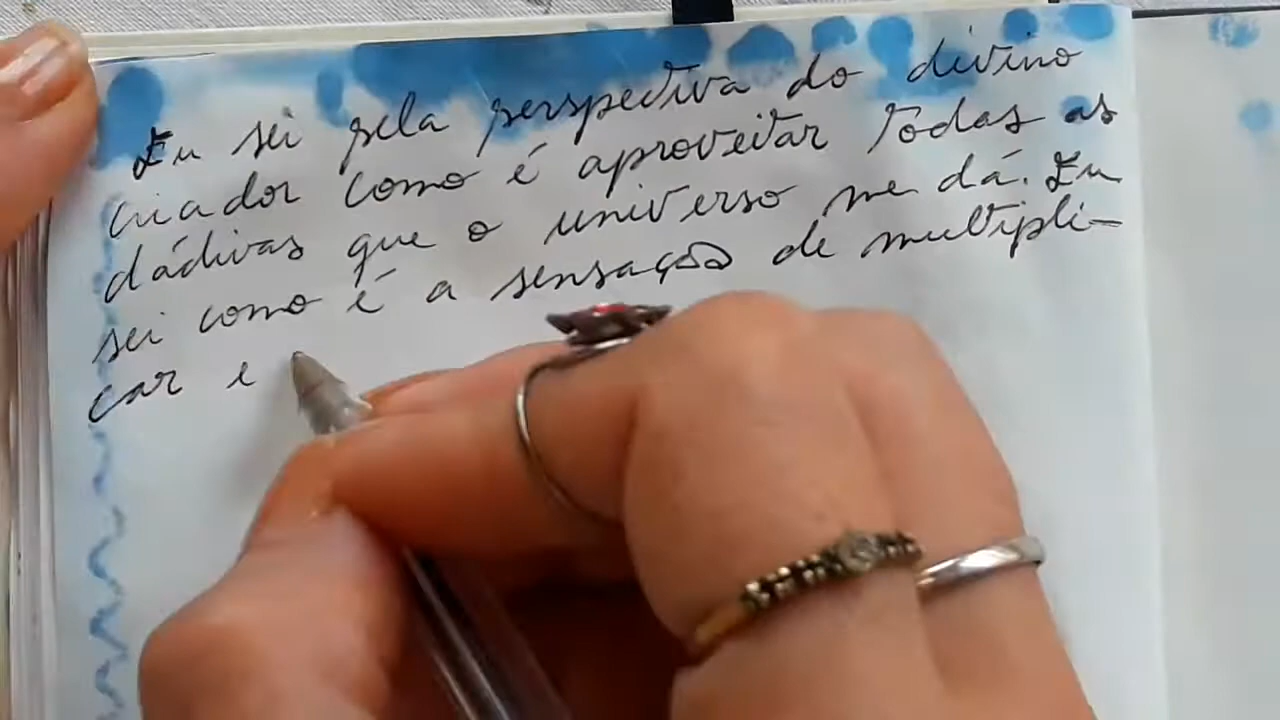 Eu sei pela perspectiva do divino
criador como é aproveitar todas as
dádivas que o universo me dá. Eu
sei como é a sensação de multipli-
car e